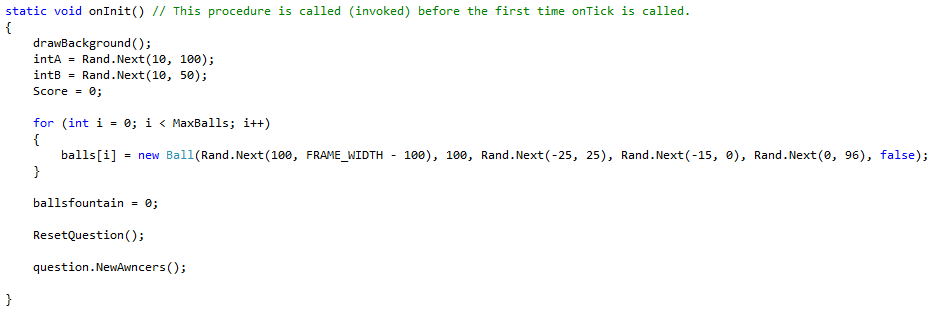 static void onInit() // This procedure is called (invoked) before the first time onTick is called.
{
    drawBackground();
    intA = Rand.Next(10, 100);
    intB = Rand.Next(10, 50);
    Score = 0;

    for (int i = 0; i < MaxBalls; i++)
    {
        balls[i] = new Ball(Rand.Next(100, FRAME_WIDTH - 100), 100, Rand.Next(-25, 25), Rand.Next(-15, 0), Rand.Next(0, 96), false);
    }

    ballsfountain = 0;

    ResetQuestion();

    question.NewAwncers();

}